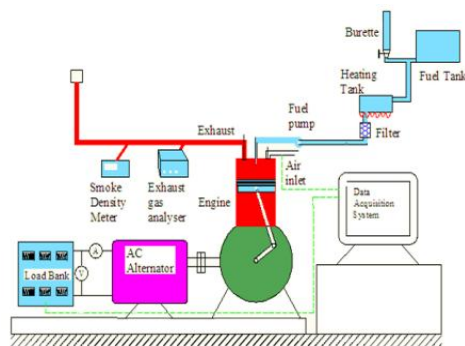 Burette
Fuel Tank
Heating
Tank
Fuel
pump
Filter
Exhaust
Air
inlet
Smoke
Density
Meter
Exhaust
gas
analyser
Engine
Data
Acquisition
System
AC
Alternator
Load Bank
A
V